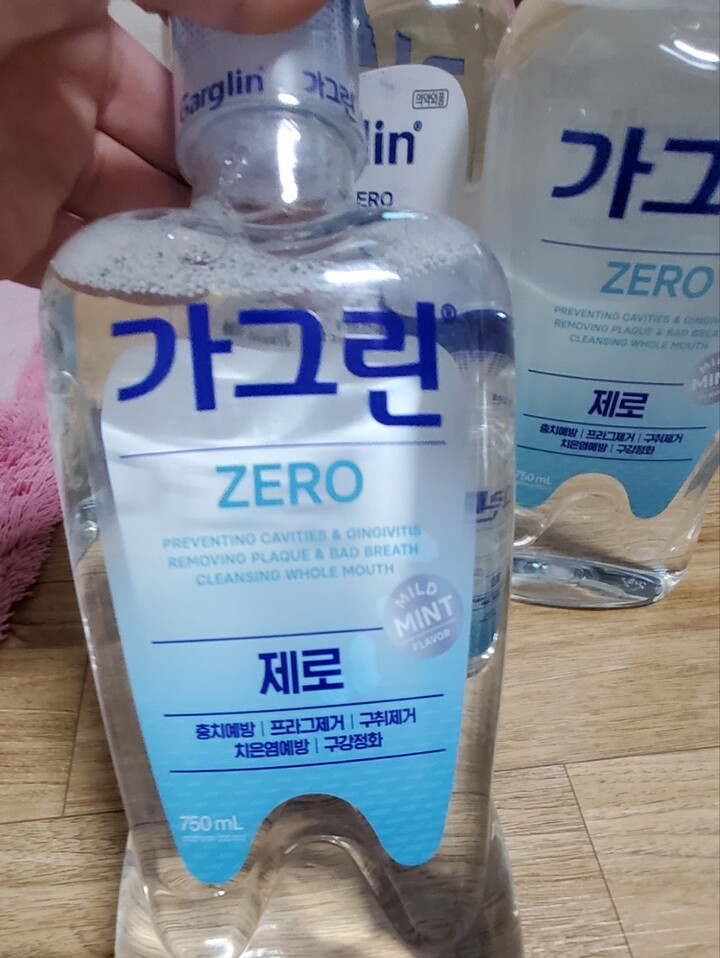 Garglin 가그린
가그린®
ZERO
PREVENTING CAVITIES & GINGIVITIS
REMOVING PLAQUE & BAD BREATH
CLEANSING WHOLE MOUTH
MILD
MINT
FLAVOR
제로
충치예방 | 프라그제거 | 구취제거
치은염예방 | 구강정화
750 mL
의약외품
lin®
ERO
가그
ZERO
PREVENTING CAVITIES & GINGIV
REMOVING PLAQUE & BAD BREA
CLEANSING WHOLE MOUTH
MIN
제로
충치예방 | 프라그제거 | 구취제거
치은염예방 | 구강정화
750 mL